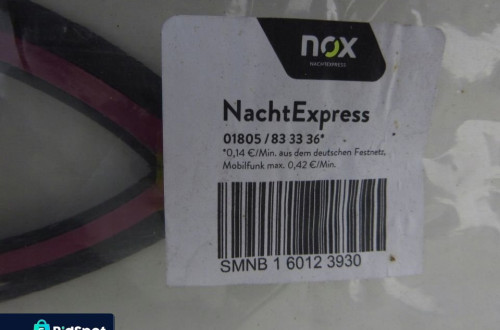 nox
NACHTEXPRESS
NachtExpress
01805 / 83 33 36*
*0,14 €/Min. aus dem deutschen Festnetz,
Mobilfunk max. 0,42 €/Min.
SMNB 1 6012 3930